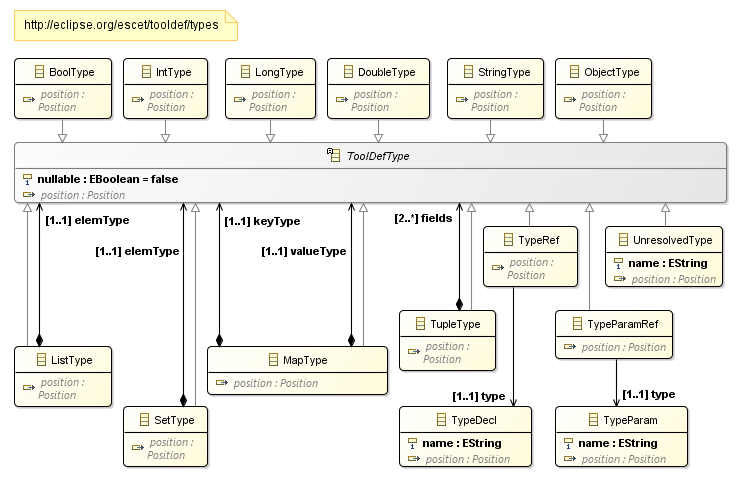 http://eclipse.org/escet/tooldef/types
BoolType
position :
Position
IntType
position :
Position
LongType
position :
Position
DoubleType
position :
Position
StringType
position :
Position
ObjectType
position :
Position
ToolDefType
nullable : EBoolean = false
position : Position
[1..1] elemType
[1..1] keyType
[2..*] fields
[1..1] elemType
[1..1] valueType
TypeRef
position :
Position
UnresolvedType
name : EString
position : Position
TupleType
position :
Position
TypeParamRef
position : Position
ListType
position :
Position
MapType
position : Position
[1..1] type
[1..1] type
SetType
position :
Position
TypeDecl
name : EString
position : Position
TypeParam
name : EString
position : Position